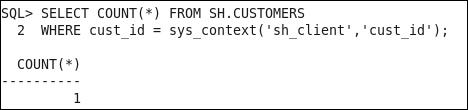 SQL> SELECT COUNT(*) FROM SH.CUSTOMERS
  2  WHERE cust_id = sys_context('sh_client','cust_id');
  COUNT(*)
----------
         1